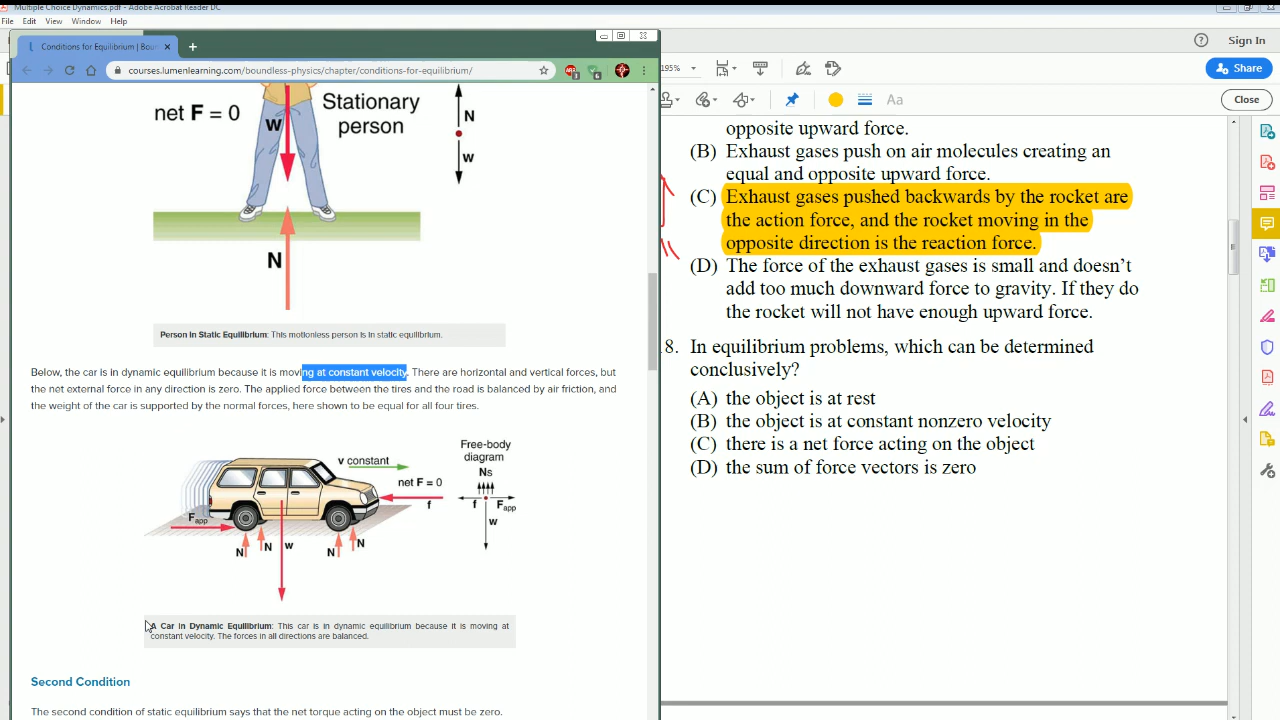 Multiple Choice Dynamics.pdf - Adobe Acrobat Reader DC
File Edit View Window Help
Conditions for Equilibrium | Boun
Sign In
courses.lumenlearning.com/boundless-physics/chapter/conditions-for-equilibrium/
195%
Share
Close
net F = 0
w
Stationary
person
N
w
N
Person in Static Equilibrium: This motionless person is in static equilibrium.
Below, the car is in dynamic equilibrium because it is moving at constant velocity. There are horizontal and vertical forces, but
the net external force in any direction is zero. The applied force between the tires and the road is balanced by air friction, and
the weight of the car is supported by the normal forces, here shown to be equal for all four tires.
Free-body
diagram
v constant
Ns
net F = 0
f
f
Fapp
Fapp
w
N
N
w
N
N
A Car in Dynamic Equilibrium: This car is in dynamic equilibrium because it is moving at
constant velocity. The forces in all directions are balanced.
Second Condition
The second condition of static equilibrium says that the net torque acting on the object must be zero.
opposite upward force.
(B) Exhaust gases push on air molecules creating an
equal and opposite upward force.
(C) Exhaust gases pushed backwards by the rocket are
the action force, and the rocket moving in the
opposite direction is the reaction force.
(D) The force of the exhaust gases is small and doesn’t
add too much downward force to gravity. If they do
the rocket will not have enough upward force.
8. In equilibrium problems, which can be determined
conclusively?
(A) the object is at rest
(B) the object is at constant nonzero velocity
(C) there is a net force acting on the object
(D) the sum of force vectors is zero